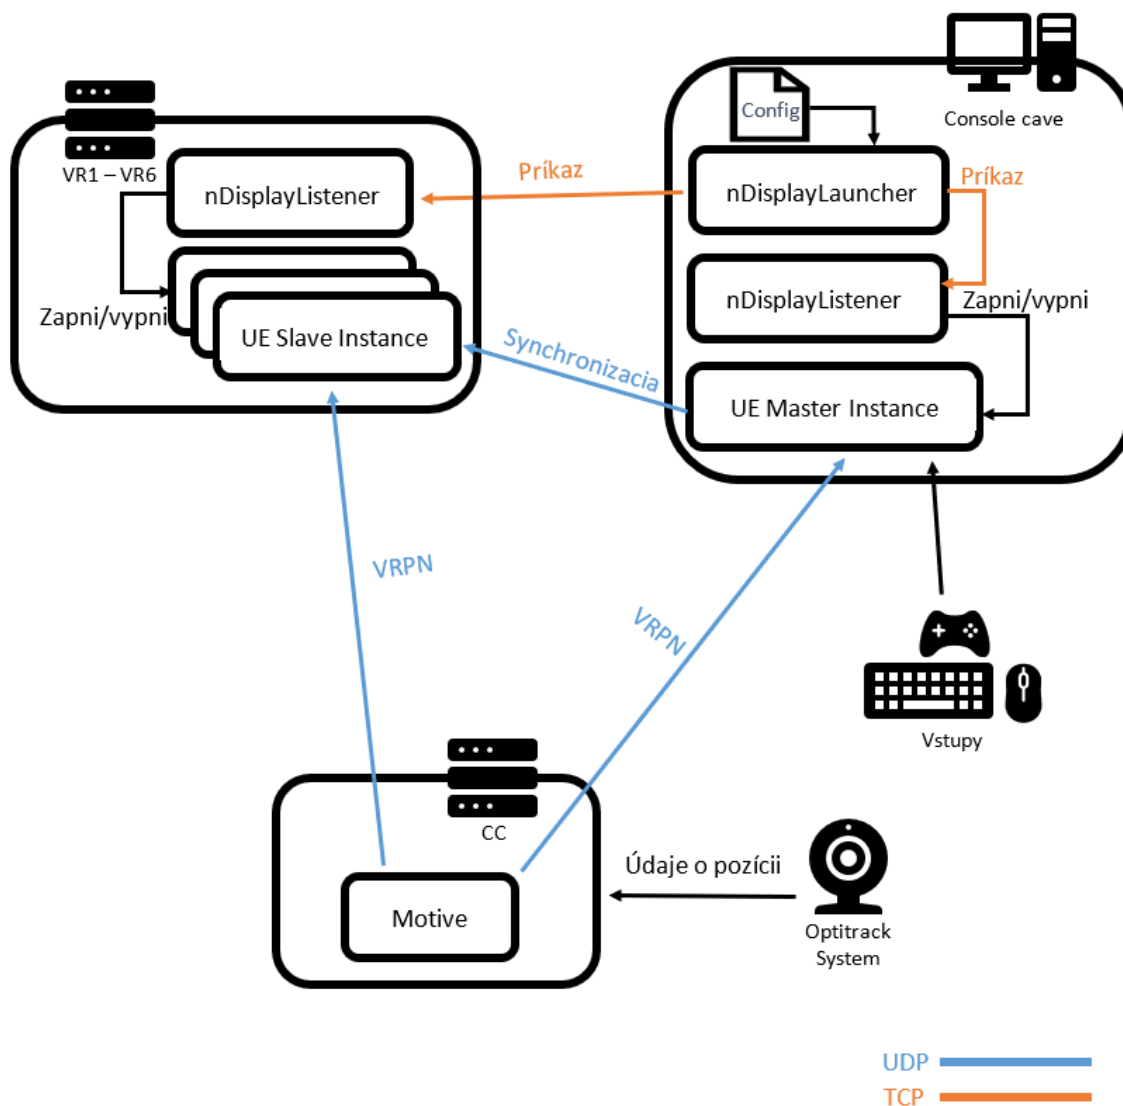 Config
Console cave
VR1 – VR6
nDisplayListener
Príkaz
nDisplayLauncher
Príkaz
nDisplayListener
Zapni/vypni
Zapni/vypni
UE Slave Instance
Synchronizacia
UE Master Instance
VRPN
VRPN
Vstupy
CC
Údaje o pozícii
Motive
Optitrack
System
UDP
TCP